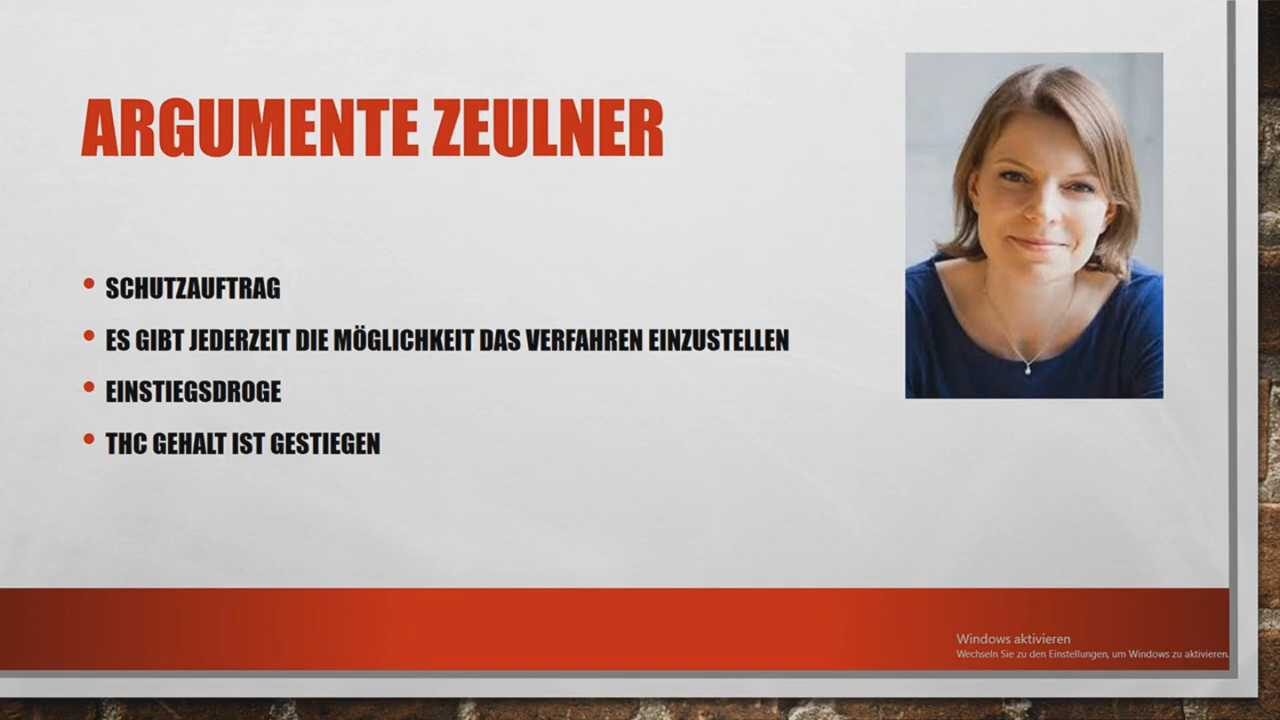 ARGUMENTE ZEULNER
• SCHUTZAUFTRAG
• ES GIBT JEDERZEIT DIE MÖGLICHKEIT DAS VERFAHREN EINZUSTELLEN
• EINSTIEGSDROGE
• THC GEHALT IST GESTIEGEN
Windows aktivieren
Wechseln Sie zu den Einstellungen, um Windows zu aktivieren.